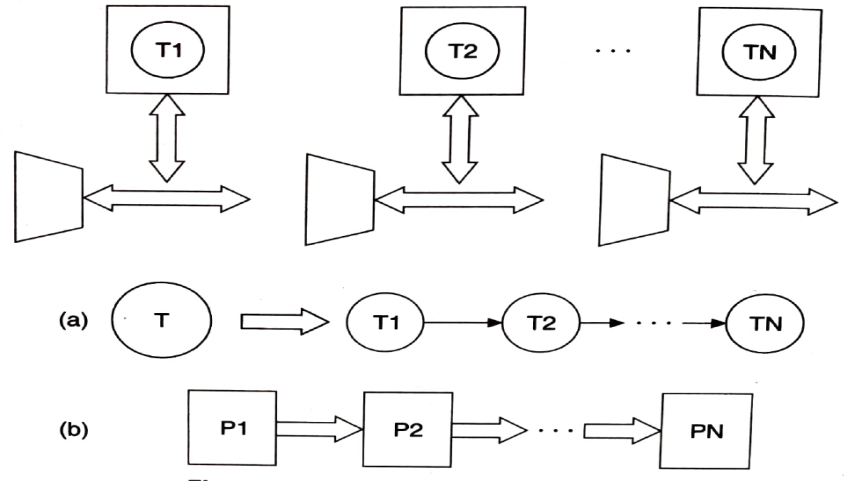 T1 T2 ... TN
(a) T T1 T2 ... TN
(b) P1 P2 ... PN